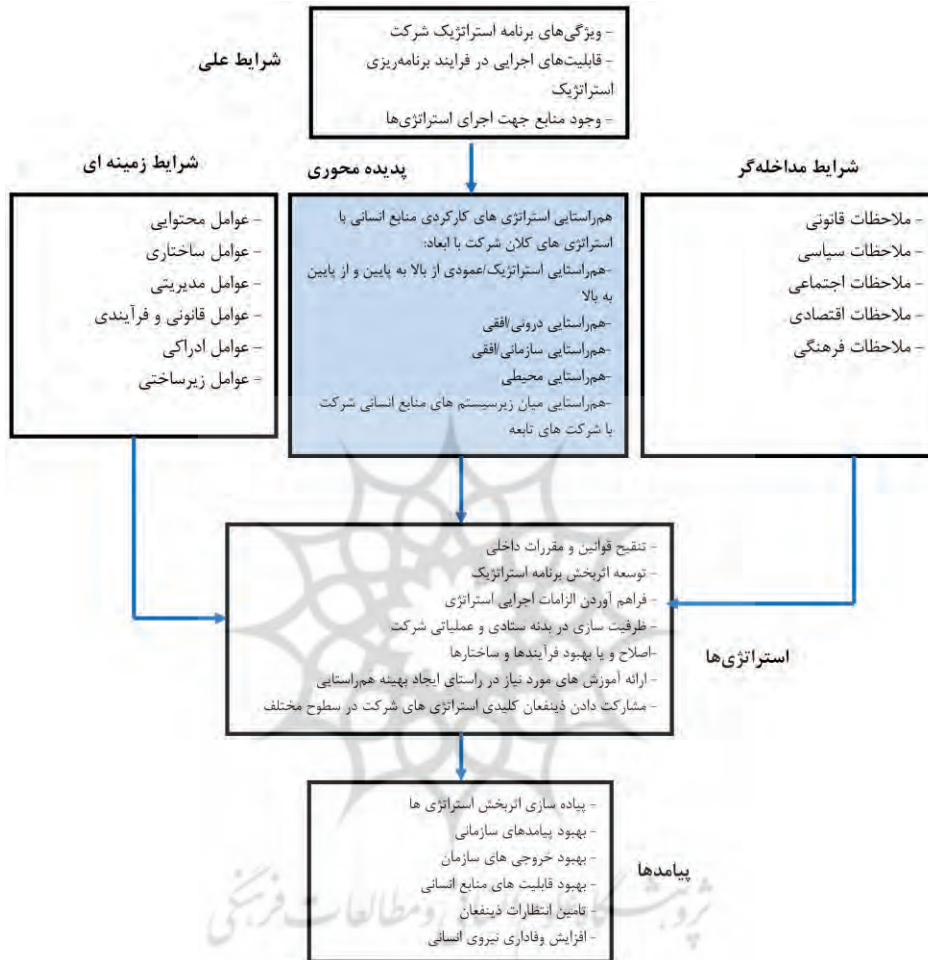 شرایط علی
- ویژگی‌های برنامه استراتژیک شرکت
- قابلیت‌های اجرایی در فرایند برنامه‌ریزی
استراتژیک
- وجود منابع جهت اجرای استراتژی‌ها
شرایط مداخله‌گر
- ملاحظات قانونی
- ملاحظات سیاسی
- ملاحظات اجتماعی
- ملاحظات اقتصادی
- ملاحظات فرهنگی
پدیده محوری
هم‌راستایی استراتژی های کارکردی منابع انسانی با
استراتژی های کلان شرکت با ابعاد:
-هم‌راستایی استراتژیک/عمودی از بالا به پایین و از پایین
به بالا
-هم‌راستایی درونی/افقی
-هم‌راستایی سازمانی/افقی
-هم‌راستایی محیطی
-هم‌راستایی میان زیرسیستم های منابع انسانی شرکت
با شرکت های تابعه
شرایط زمینه ای
- عوامل محتوایی
- عوامل ساختاری
- عوامل مدیریتی
- عوامل قانونی و فرآیندی
- عوامل ادراکی
- عوامل زیرساختی
استراتژی‌ها
- تنقیح قوانین و مقررات داخلی
- توسعه اثربخش برنامه استراتژیک
- فراهم آوردن الزامات اجرایی استراتژی
- ظرفیت سازی در بدنه ستادی و عملیاتی شرکت
-اصلاح و یا بهبود فرآیندها و ساختارها
- ارائه آموزش های مورد نیاز در راستای ایجاد بهینه هم‌راستایی
- مشارکت دادن ذینفعان کلیدی استراتژی های شرکت در سطوح مختلف
پیامدها
- پیاده سازی اثربخش استراتژی ها
- بهبود پیامدهای سازمانی
- بهبود خروجی های سازمان
- بهبود قابلیت های منابع انسانی
- تامین انتظارات ذینفعان
- افزایش وفاداری نیروی انسانی
پژوهشگاه علوم انسانی و مطالعات فرهنگی